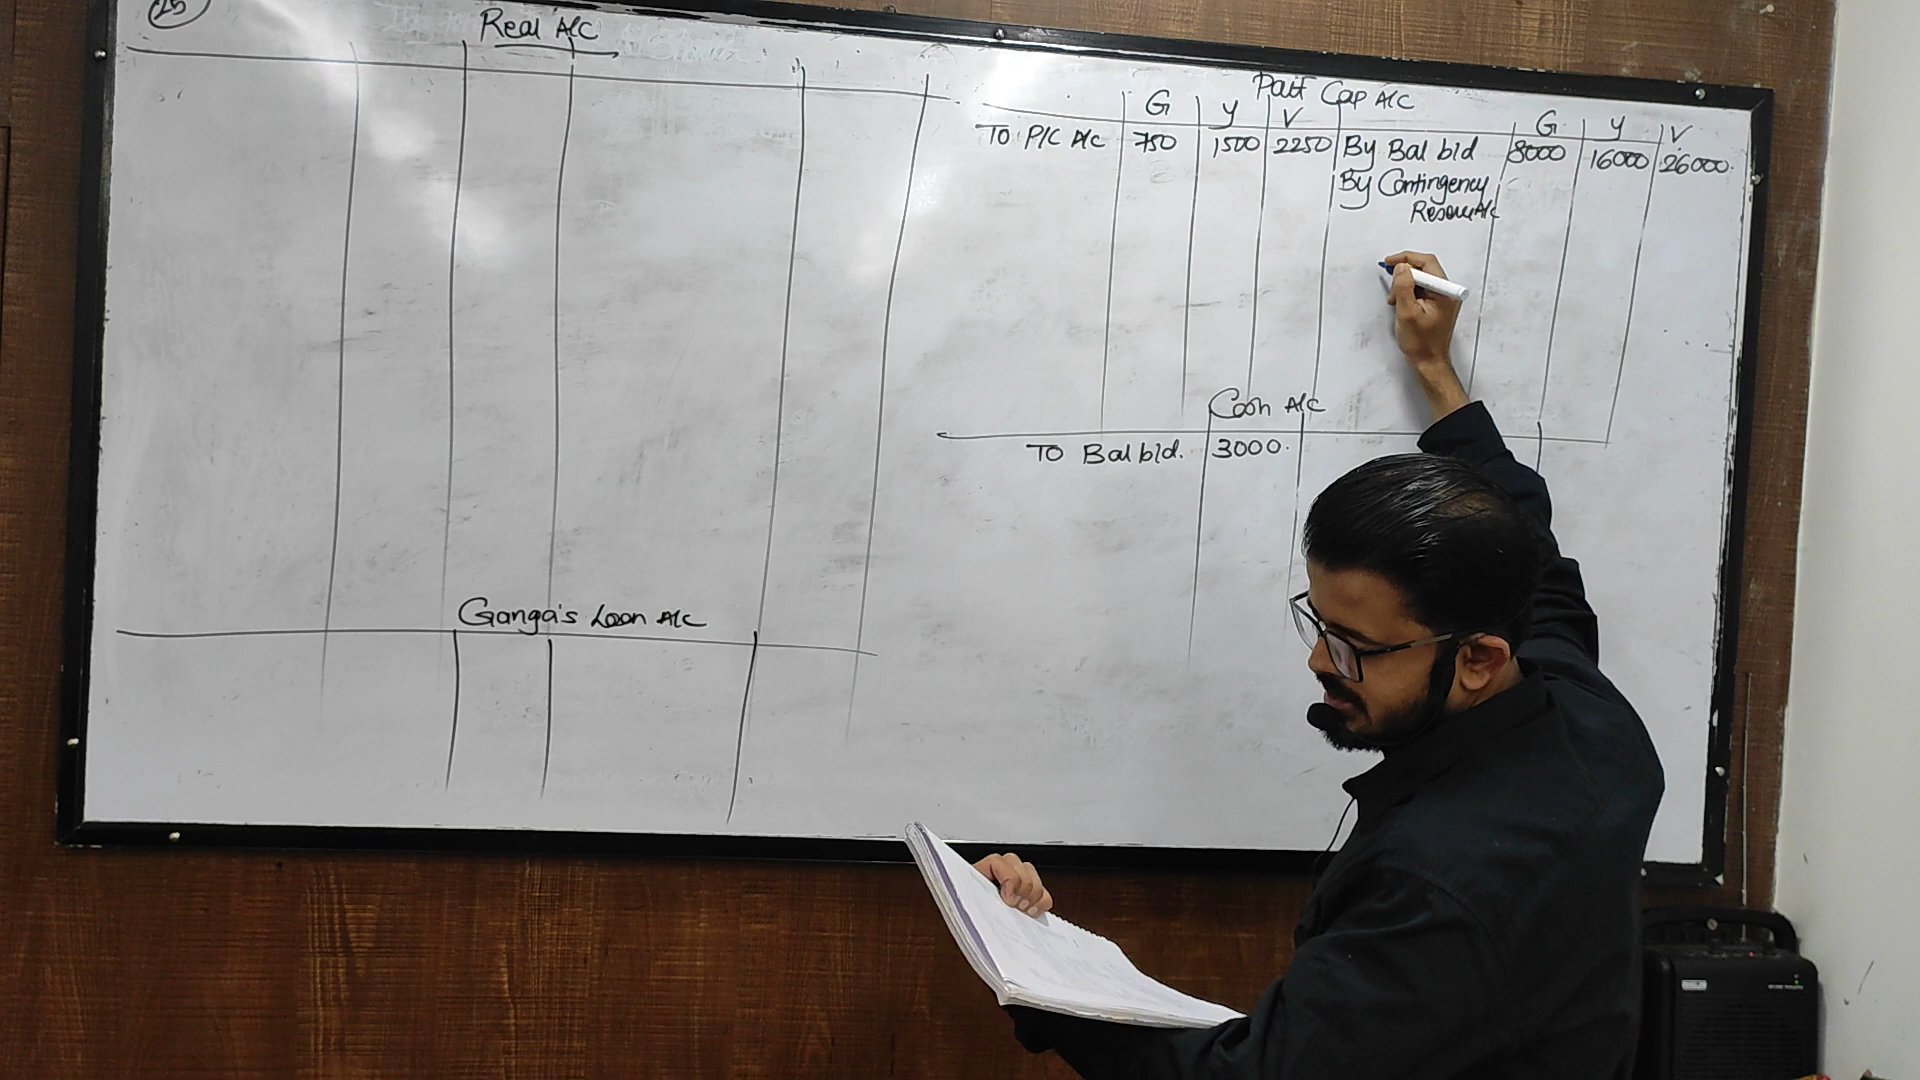 25
Real A/C
Part Cap A/C
G Y V G Y V
To P/C A/c 750 1500 2250 By Bal b/d 8000 16000 26000.
By Contingency
Reserve A/c
Cash A/C
To Bal b/d. 3000.
Ganga's Loan A/C